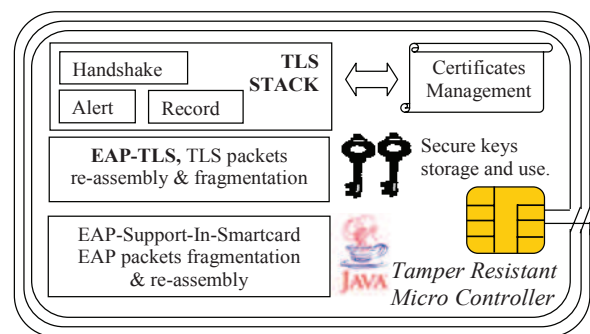 Handshake
TLS
STACK
Alert
Record
Certificates
Management
EAP-TLS, TLS packets
re-assembly & fragmentation
Secure keys
storage and use.
EAP-Support-In-Smartcard
EAP packets fragmentation
& re-assembly
JAVA
Tamper Resistant
Micro Controller